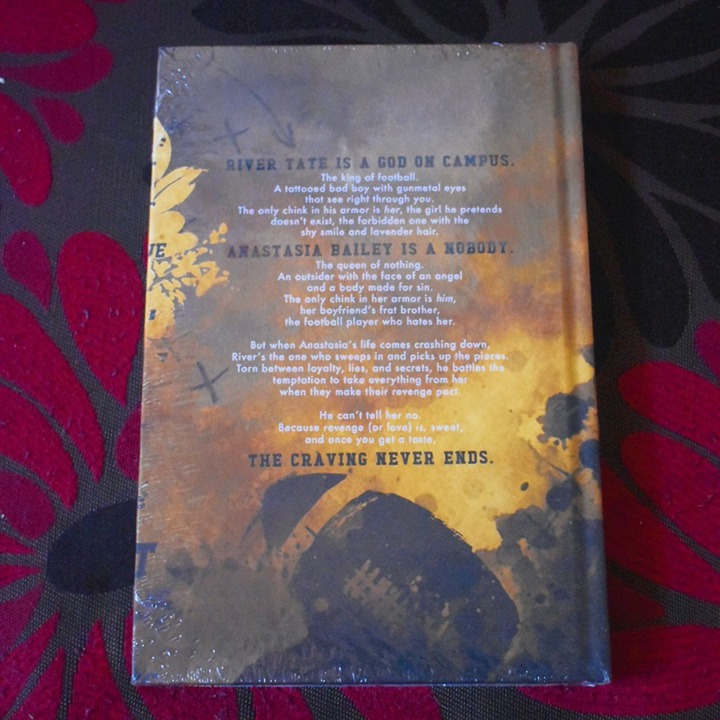 RIVER TATE IS A GOD ON CAMPUS.
The king of football.
A tattooed bad boy with gunmetal eyes
that see right through you.
The only chink in his armor is her, the girl he pretends
doesn't exist, the forbidden one with the
shy smile and lavender hair.
ANASTASIA BAILEY IS A NOBODY.
The queen of nothing.
An outsider with the face of an angel
and a body made for sin.
The only chink in her armor is him,
her boyfriend's frat brother,
the football player who hates her.
But when Anastasia's life comes crashing down,
River's the one who sweeps in and picks up the pieces.
Torn between loyalty, lies, and secrets, he battles the
temptation to take everything from her
when they make their revenge pact.
He can't tell her no.
Because revenge (or love) is, sweet,
and once you get a taste,
THE CRAVING NEVER ENDS.